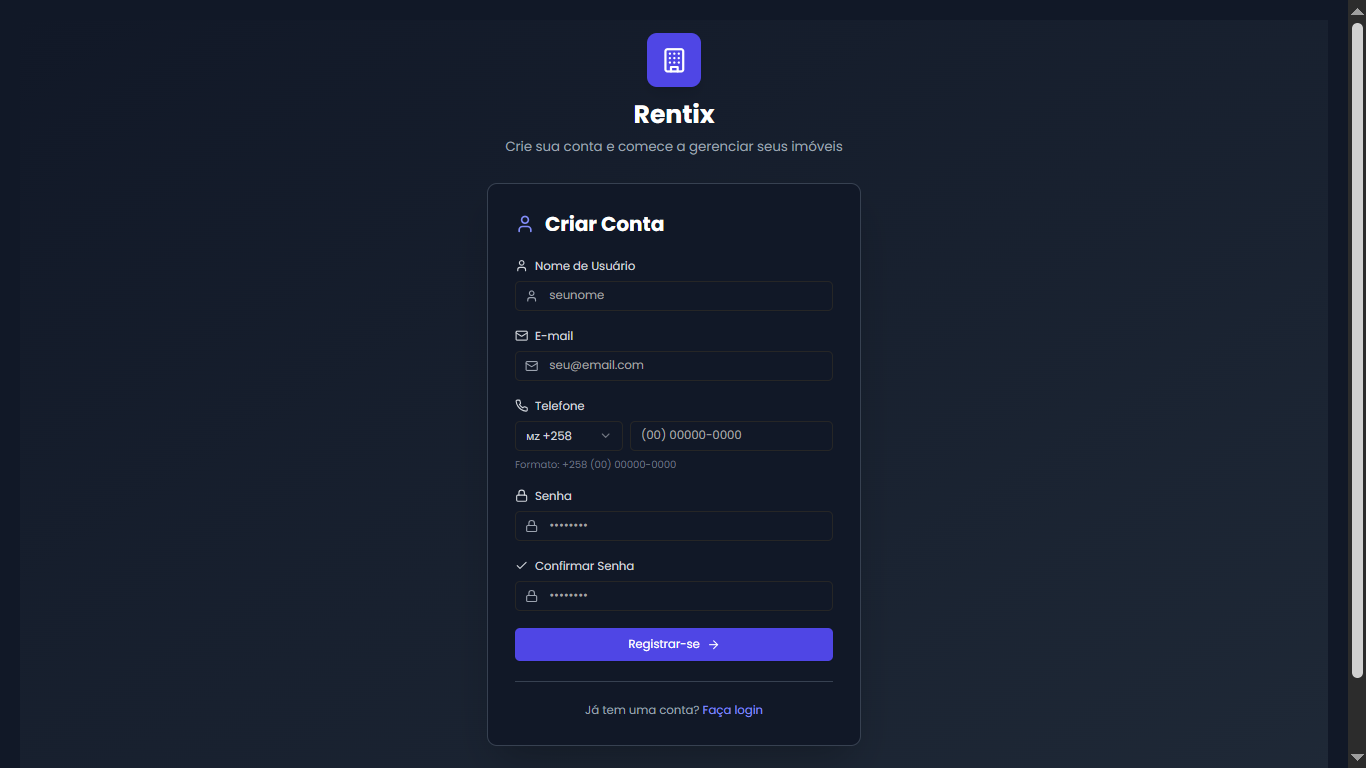 Rentix
Crie sua conta e comece a gerenciar seus imóveis
Criar Conta
Nome de Usuário
seunome
E-mail
seu@email.com
Telefone
MZ +258
(00) 00000-0000
Formato: +258 (00) 00000-0000
Senha
••••••••
Confirmar Senha
••••••••
Registrar-se →
Já tem uma conta? Faça login